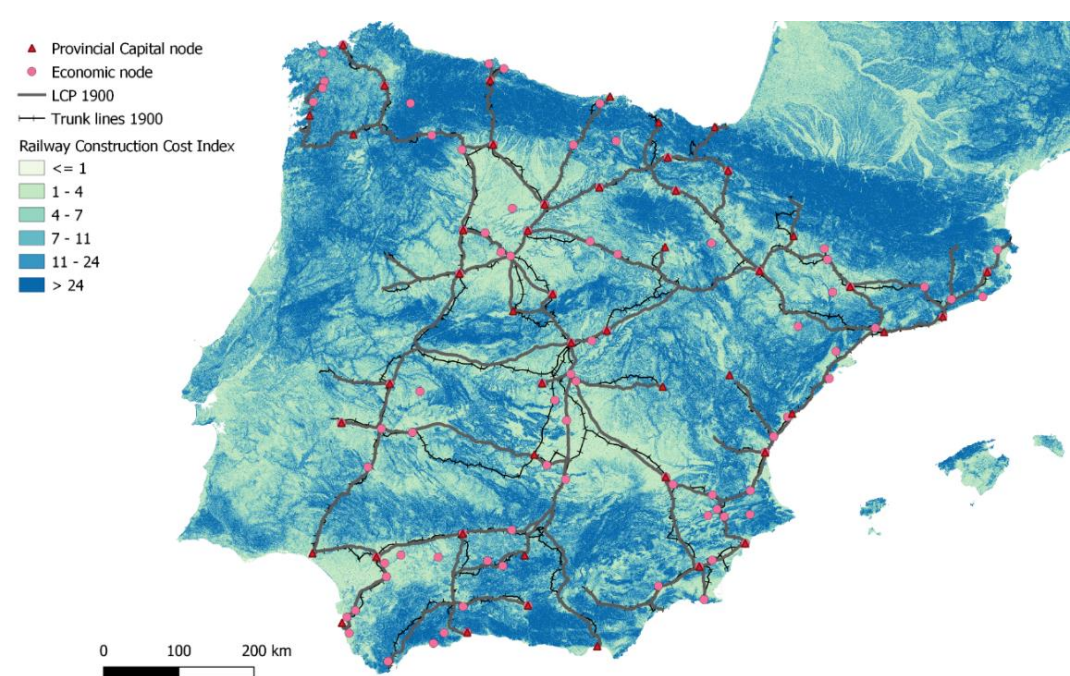 Provincial Capital node
Economic node
LCP 1900
Trunk lines 1900
Railway Construction Cost Index
<= 1
1 - 4
4 - 7
7 - 11
11 - 24
> 24
0 100 200 km